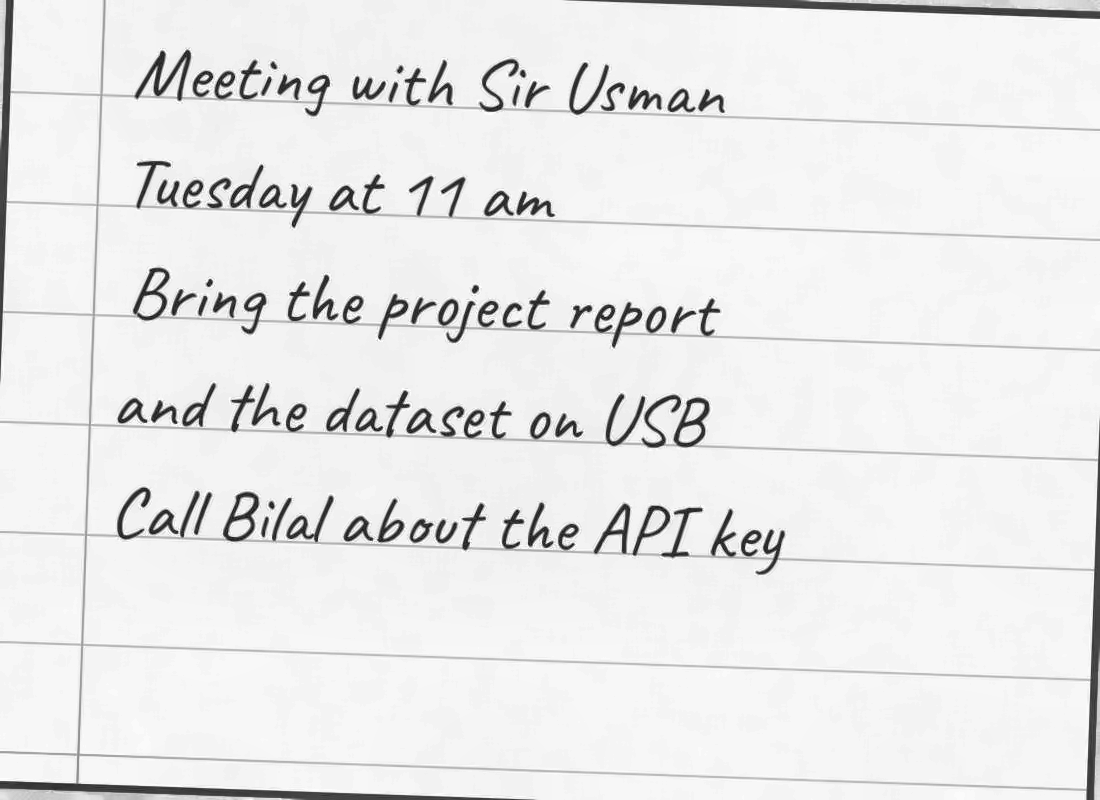 Meeting with Sir Usman
Tuesday at 11 am
Bring the project report
and the dataset on USB
Call Bilal about the API key